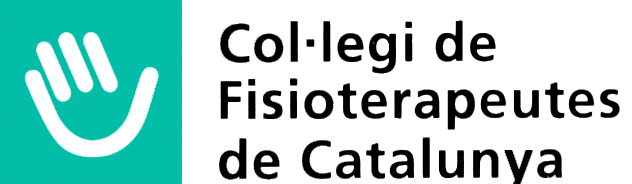 Col·legi de
Fisioterapeutes
de Catalunya